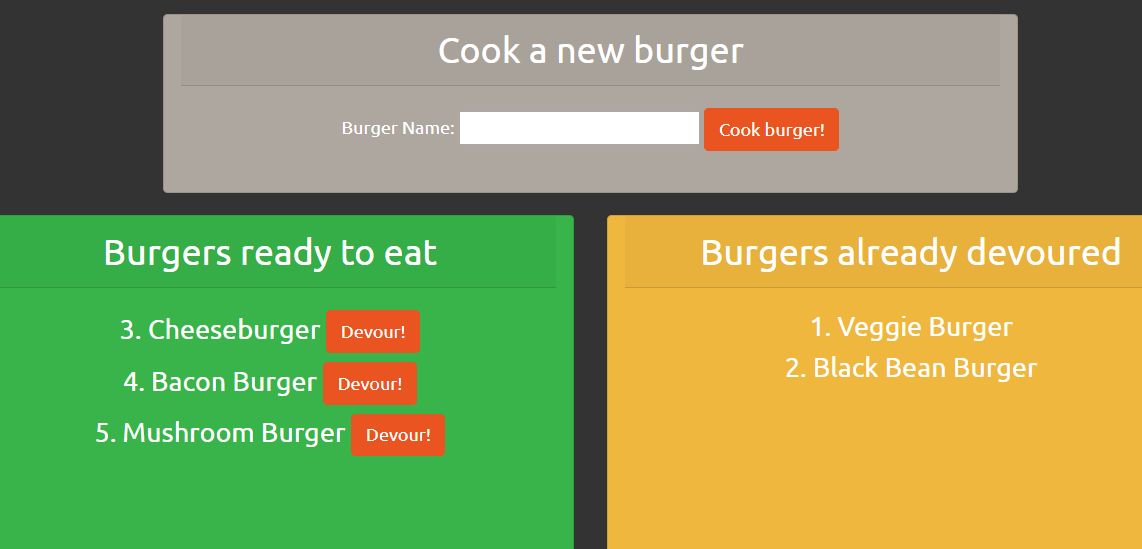 Cook a new burger
Burger Name: Cook burger!
Burgers ready to eat
3. Cheeseburger Devour!
4. Bacon Burger Devour!
5. Mushroom Burger Devour!
Burgers already devoured
1. Veggie Burger
2. Black Bean Burger